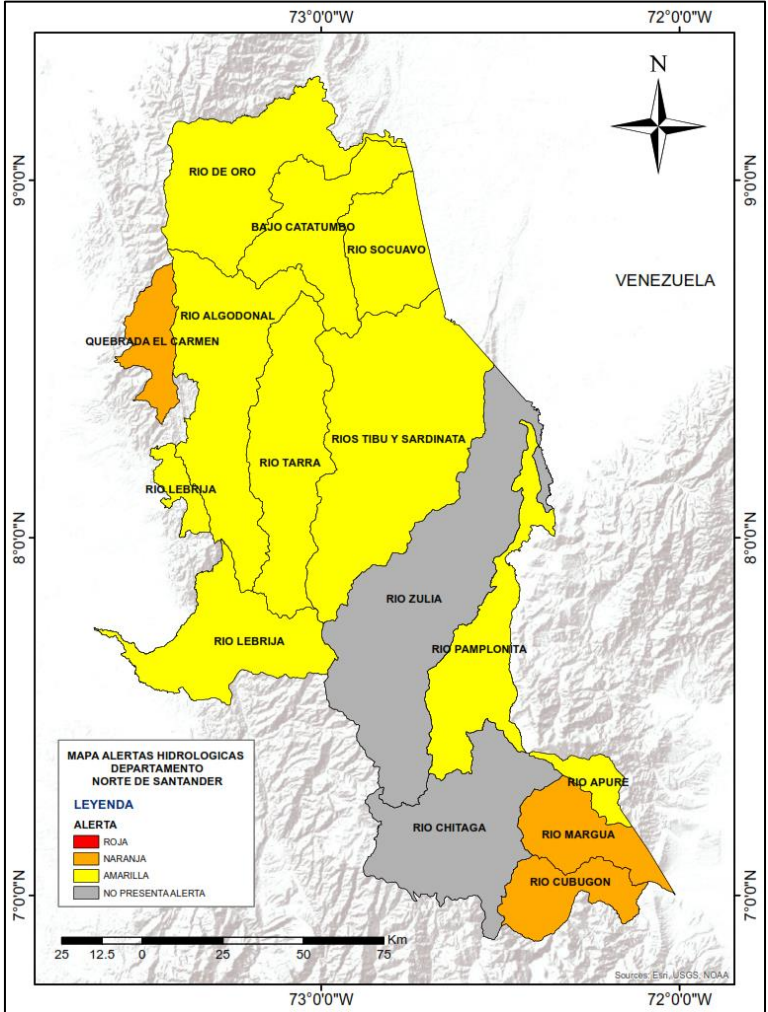 73°0'0"W
72°0'0"W
N
9°0'0"N
9°0'0"N
RIO DE ORO
BAJO CATATUMBO
RIO SOCUAVO
VENEZUELA
RIO ALGODONAL
QUEBRADA EL CARMEN
RIOS TIBU Y SARDINATA
RIO TARRA
RIO LEBRIJA
8°0'0"N
8°0'0"N
RIO ZULIA
RIO LEBRIJA
RIO PAMPLONITA
MAPA ALERTAS HIDROLOGICAS
DEPARTAMENTO
NORTE DE SANTANDER
LEYENDA
ALERTA
ROJA
NARANJA
AMARILLA
NO PRESENTA ALERTA
RIO APURE
RIO CHITAGA
RIO MARGUA
RIO CUBUGON
7°0'0"N
7°0'0"N
25 12.5 0 25 50 75 Km
Sources: Esri, USGS, NOAA
73°0'0"W
72°0'0"W